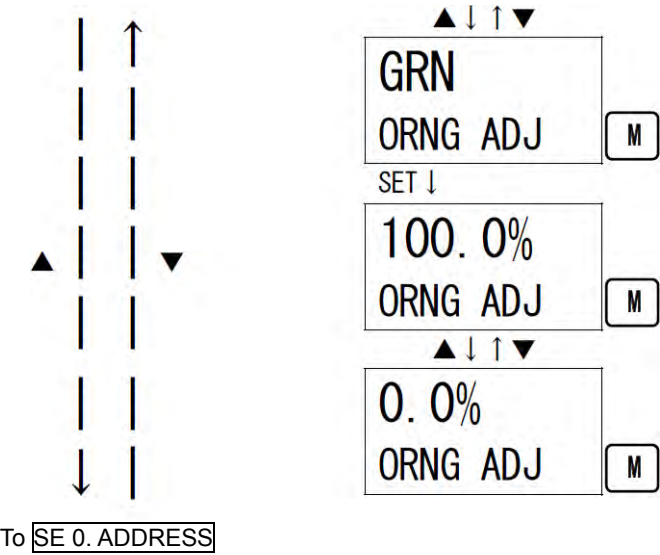 ▲↓↑▼
GRN
ORNG ADJ
M
SET ↓
100.0%
ORNG ADJ
M
▲ ▼
▲↓↑▼
0.0%
ORNG ADJ
M
To SE 0. ADDRESS